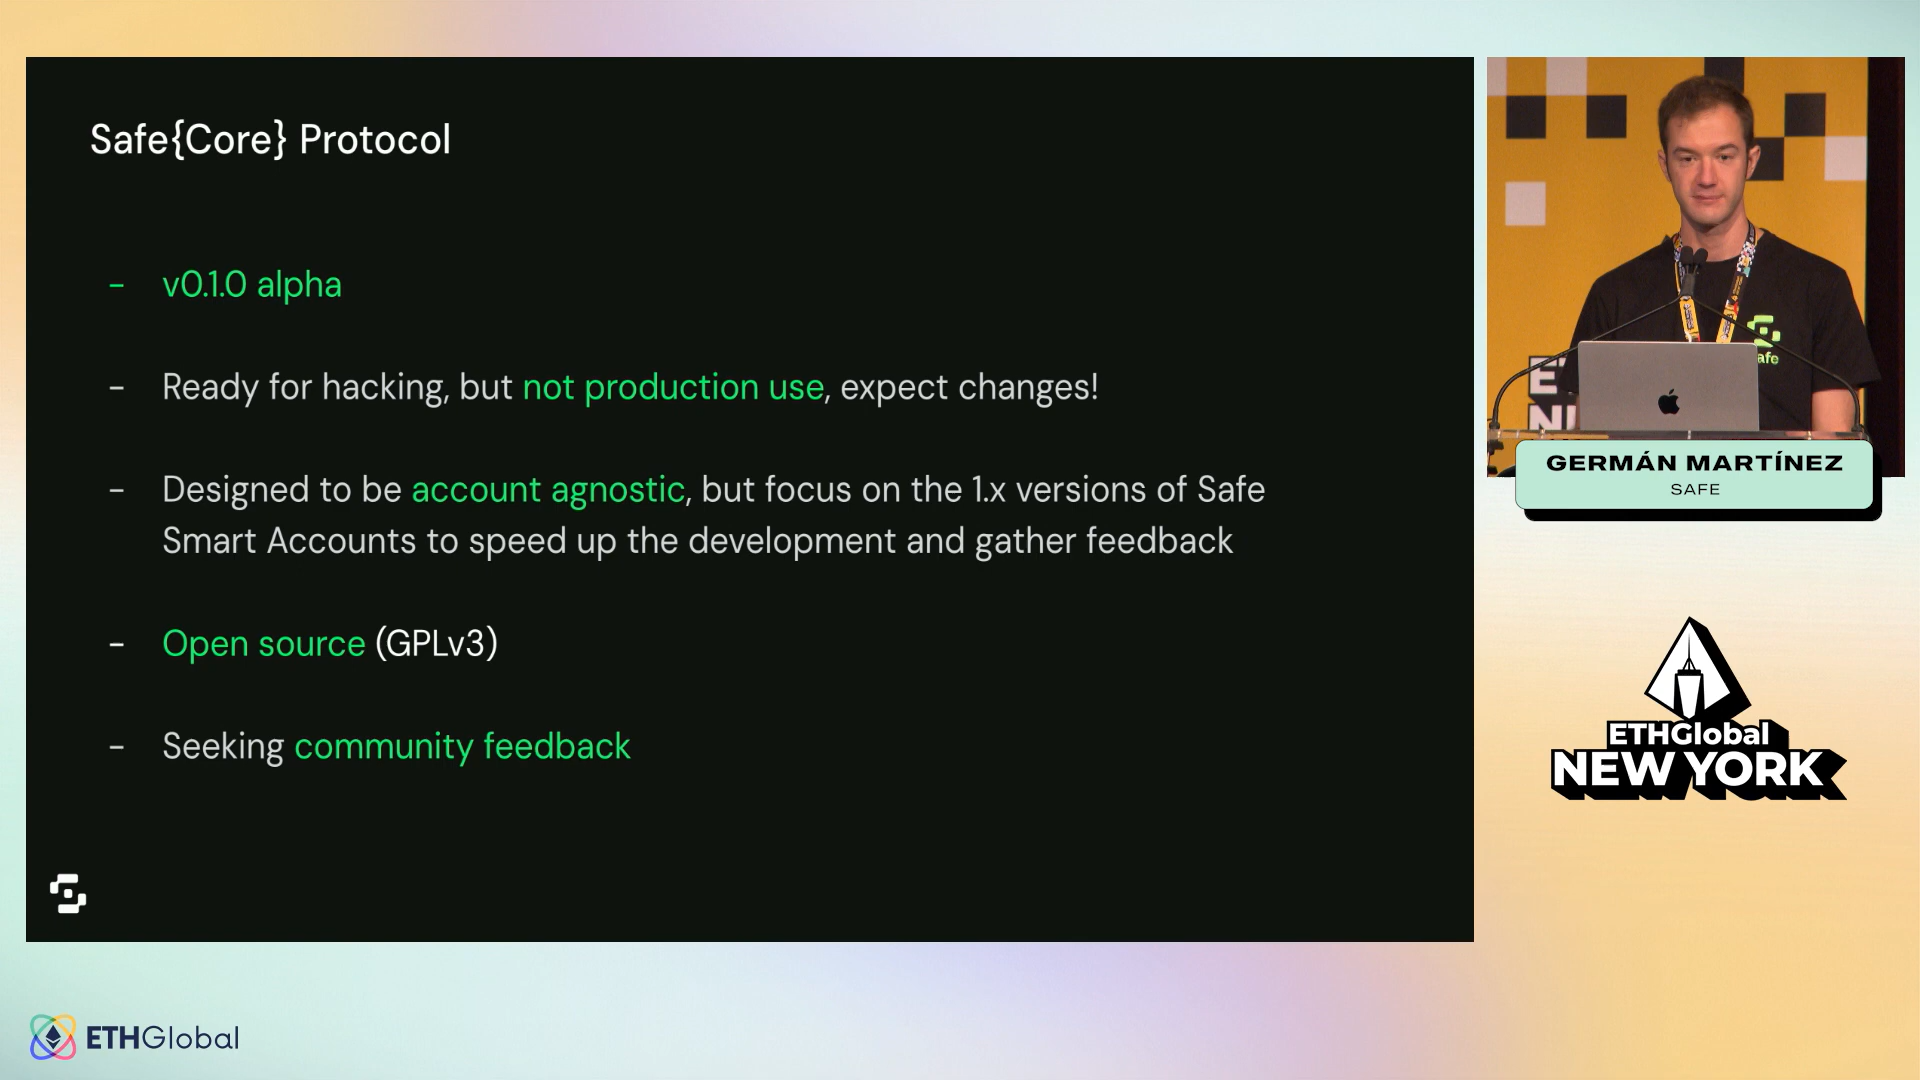 Safe{Core} Protocol
- v0.1.0 alpha
- Ready for hacking, but not production use, expect changes!
- Designed to be account agnostic, but focus on the 1.x versions of Safe
Smart Accounts to speed up the development and gather feedback
- Open source (GPLv3)
- Seeking community feedback
afe
E
N
GERMÁN MARTÍNEZ
SAFE
ETHGlobal
NEW YORK
ETHGlobal